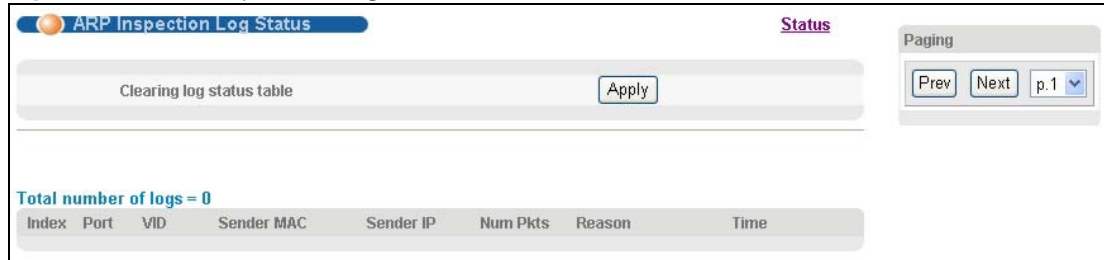 ARP Inspection Log Status
Status
Clearing log status table
Apply
Paging
Prev Next p.1
Total number of logs = 0
Index Port VID Sender MAC Sender IP Num Pkts Reason Time